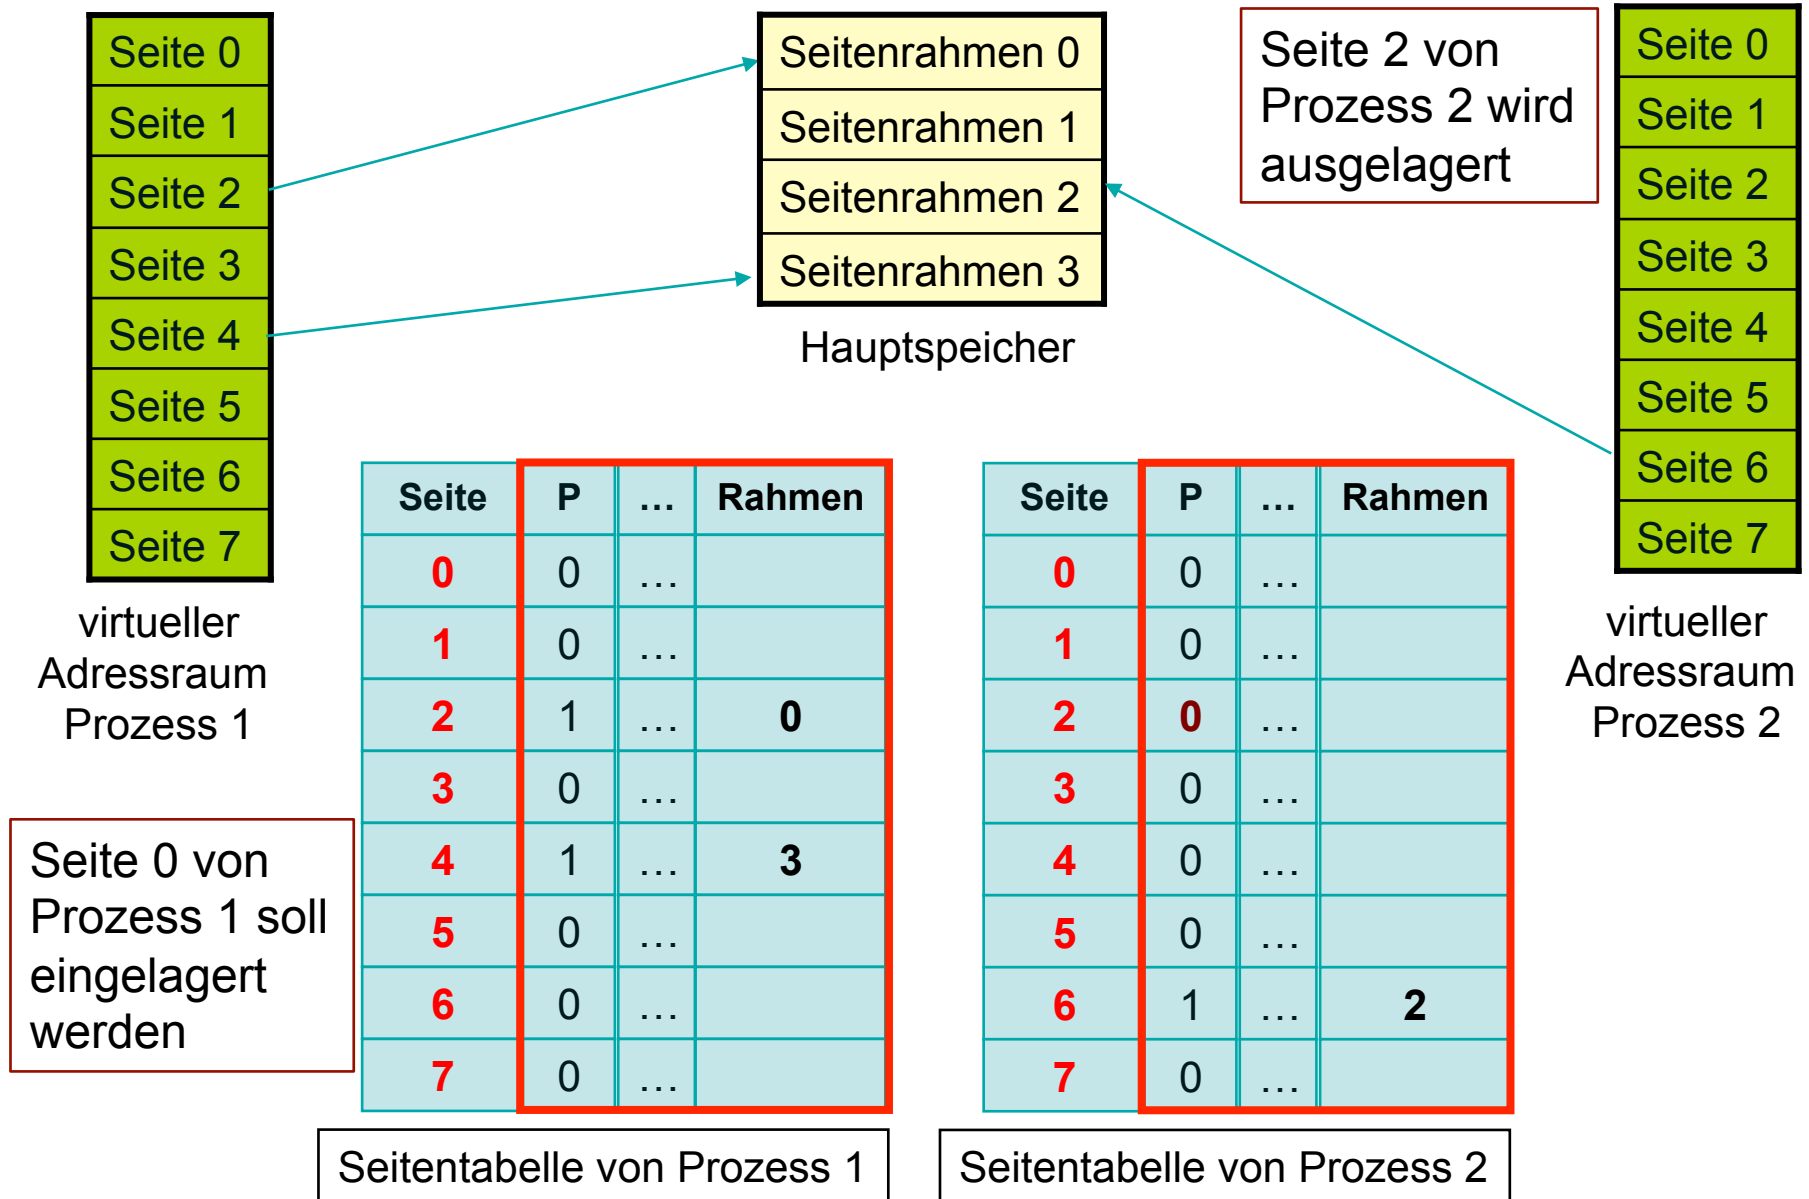 Seite 0
Seite 1
Seite 2
Seite 3
Seite 4
Seite 5
Seite 6
Seite 7
virtueller
Adressraum
Prozess 1
Seitenrahmen 0
Seitenrahmen 1
Seitenrahmen 2
Seitenrahmen 3
Hauptspeicher
Seite 2 von
Prozess 2 wird
ausgelagert
Seite 0
Seite 1
Seite 2
Seite 3
Seite 4
Seite 5
Seite 6
Seite 7
virtueller
Adressraum
Prozess 2
Seite 0 von
Prozess 1 soll
eingelagert
werden
Seite P ... Rahmen
0 0 ...
1 0 ...
2 1 ... 0
3 0 ...
4 1 ... 3
5 0 ...
6 0 ...
7 0 ...
Seitentabelle von Prozess 1
Seite P ... Rahmen
0 0 ...
1 0 ...
2 0 ...
3 0 ...
4 0 ...
5 0 ...
6 1 ... 2
7 0 ...
Seitentabelle von Prozess 2